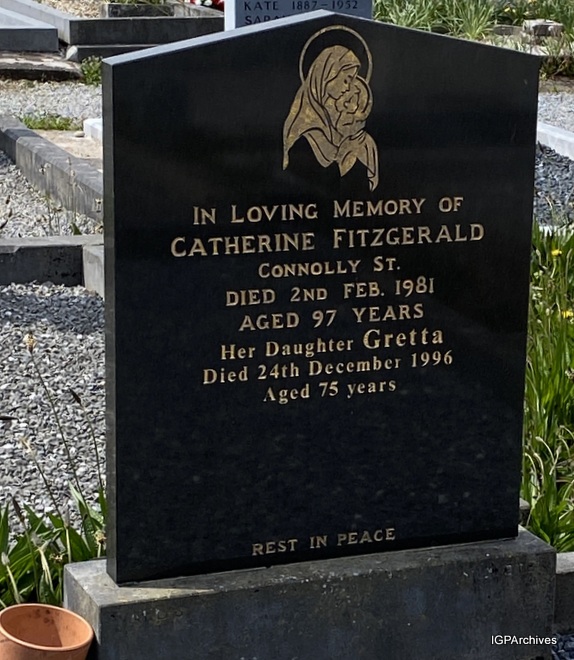 KATE 1887-1952
IN LOVING MEMORY OF
CATHERINE FITZGERALD
CONNOLLY ST.
DIED 2ND FEB. 1981
AGED 97 YEARS
Her Daughter Gretta
Died 24th December 1996
Aged 75 years
REST IN PEACE
IGPArchives